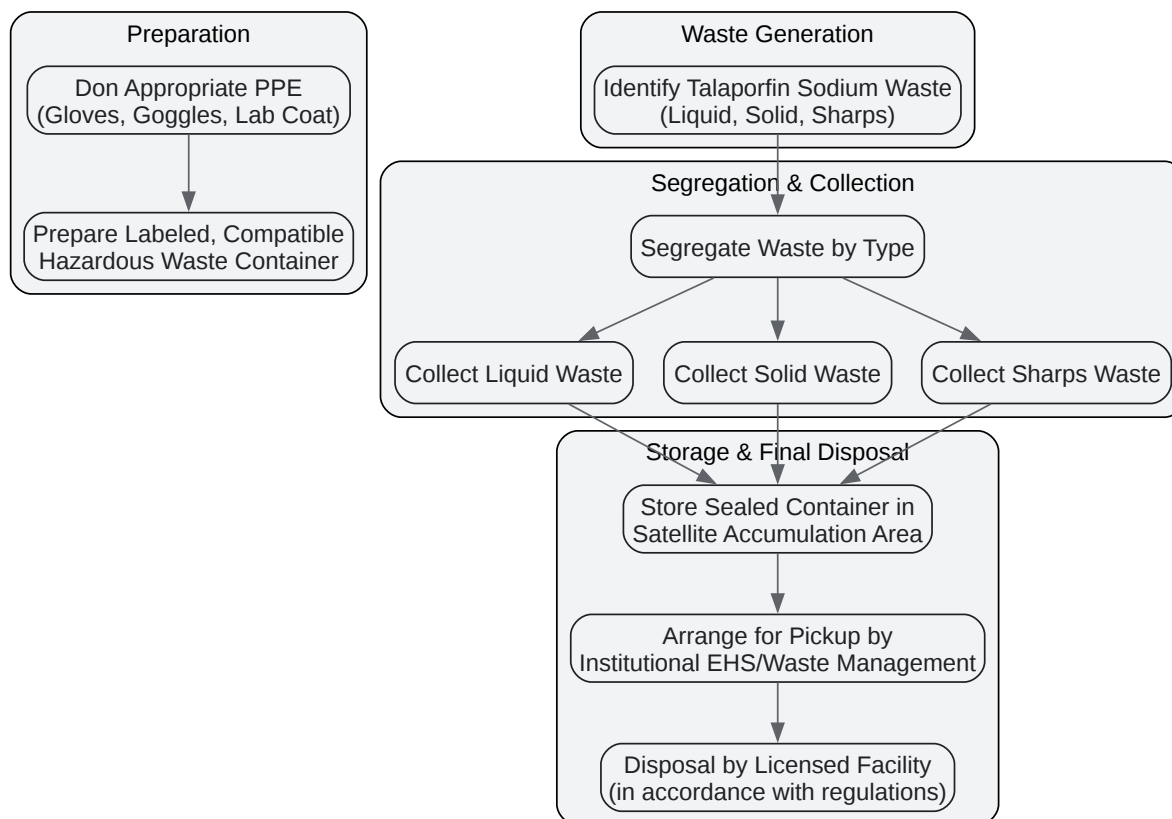 Preparation
Don Appropriate PPE
(Gloves, Goggles, Lab Coat)
Prepare Labeled, Compatible
Hazardous Waste Container
Waste Generation
Identify Talaporfin Sodium Waste
(Liquid, Solid, Sharps)
Segregation & Collection
Segregate Waste by Type
Collect Liquid Waste
Collect Solid Waste
Collect Sharps Waste
Storage & Final Disposal
Store Sealed Container in
Satellite Accumulation Area
Arrange for Pickup by
Institutional EHS/Waste Management
Disposal by Licensed Facility
(in accordance with regulations)